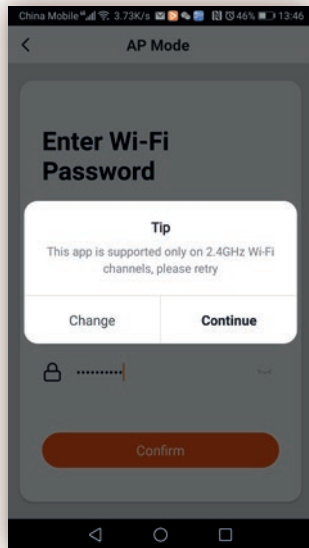 China Mobile 3.73K/s 46% 13:46
AP Mode
Enter Wi-Fi
Password
Tip
This app is supported only on 2.4GHz Wi-Fi
channels, please retry
Change
Continue
Confirm